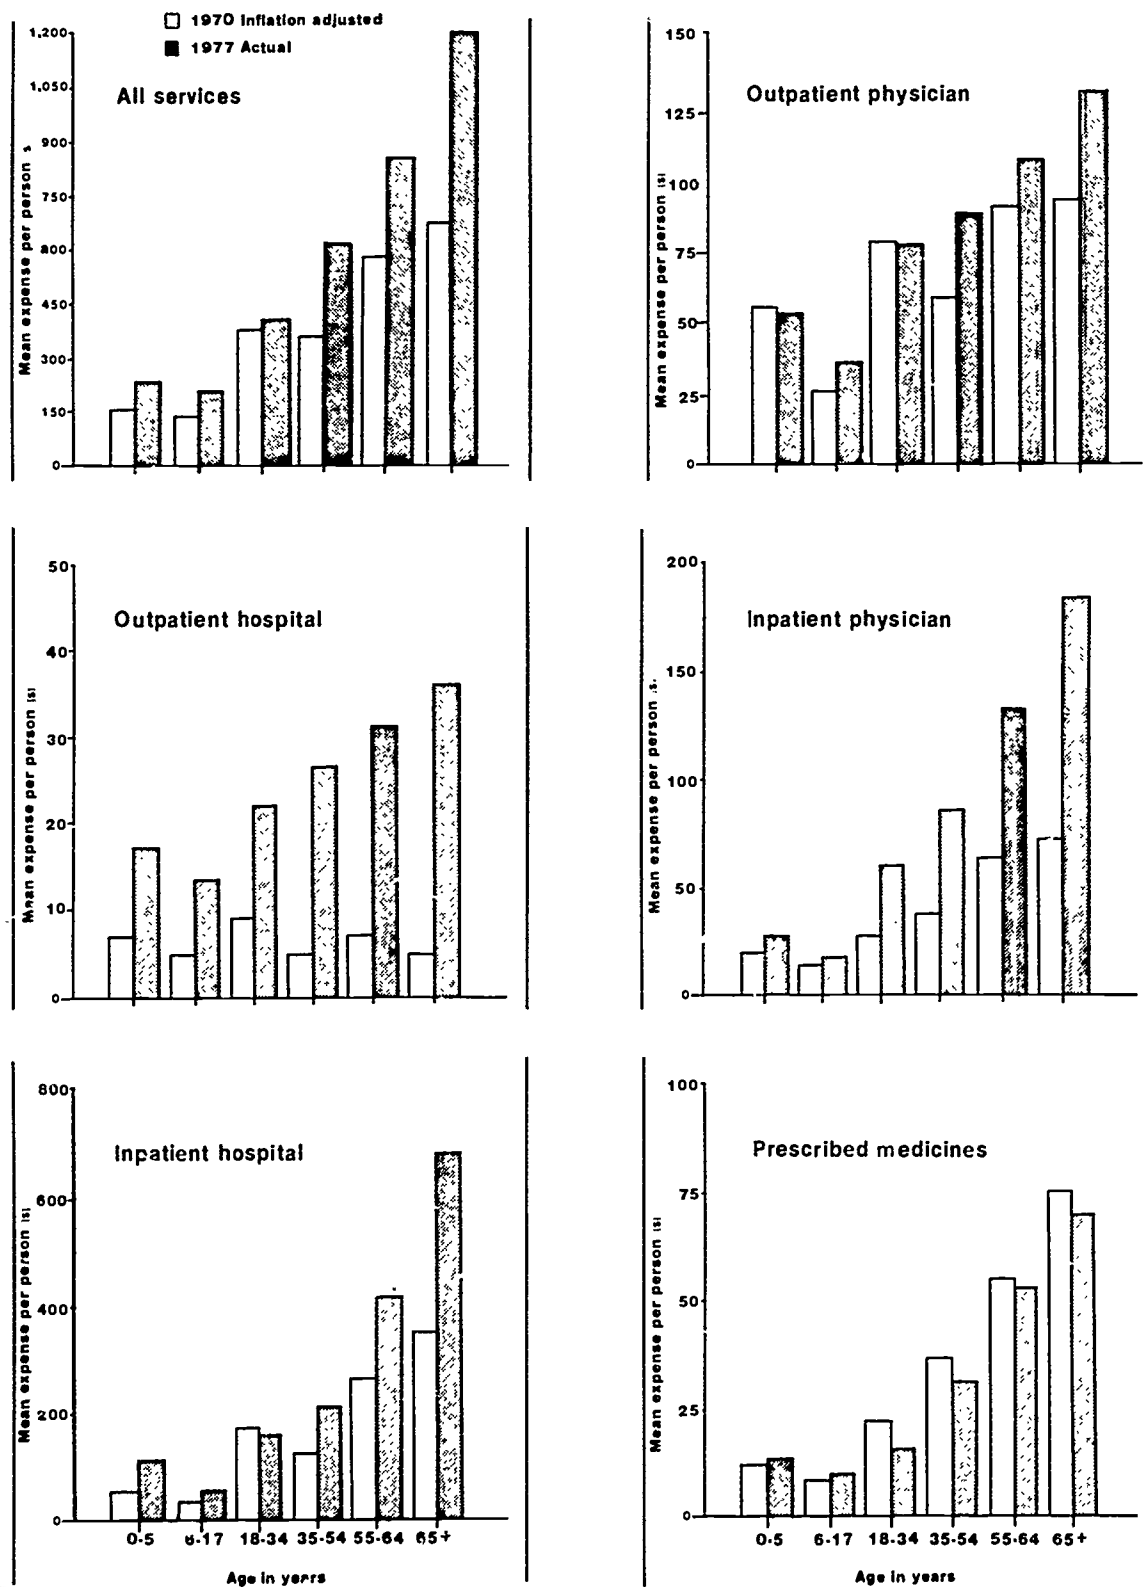 1970 Inflation adjusted
1977 Actual
All services
Mean expense per person s
1,200
1,050
900
750
800
450
300
150
0
Outpatient physician
Mean expense per person (s)
150
125
100
75
50
25
0
Outpatient hospital
Mean expense per person (s)
50
40
30
20
10
0
Inpatient physician
Mean expense per person .s.
200
150
100
50
0
Inpatient hospital
Mean expense per person (s)
800
600
400
200
0
0-5 6-17 18-34 35-54 55-64 65+
Age in years
Prescribed medicines
Mean expense per person (s)
100
75
50
25
0
0-5 6-17 18-34 35-54 55-64 65+
Age in years